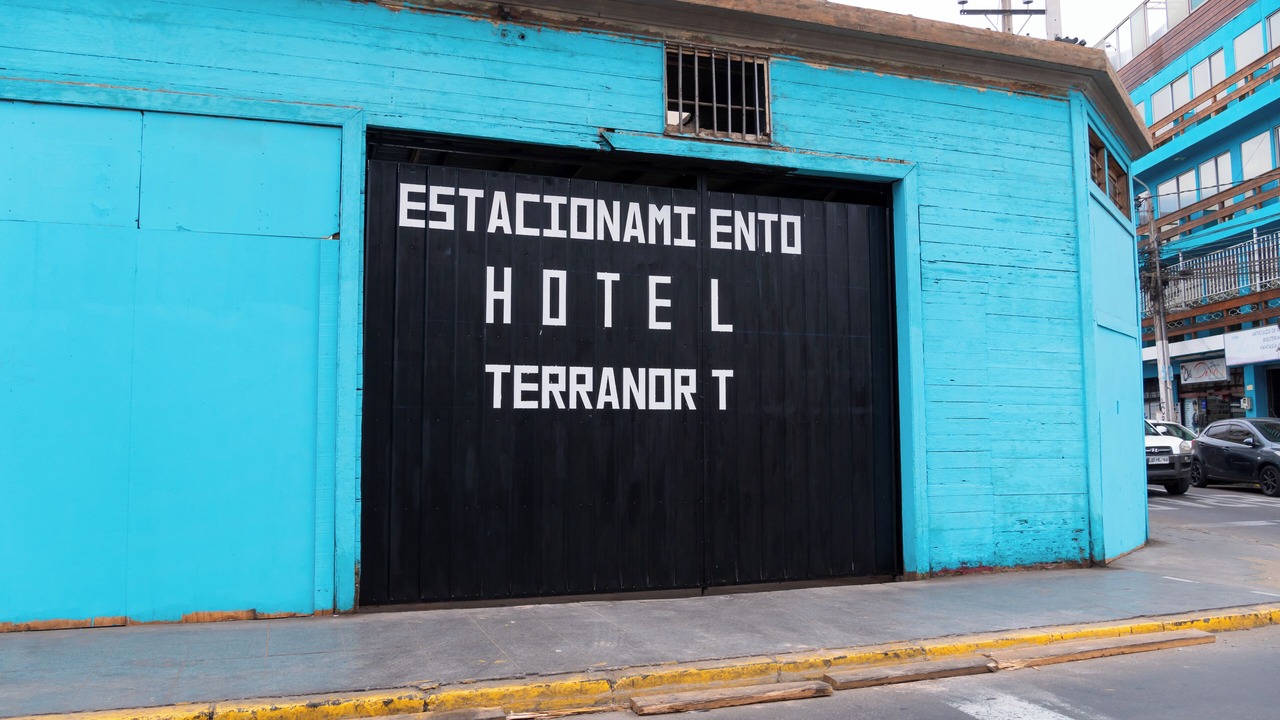 ESTACIONAMI ENTO
HOTEL
TERRANOR T